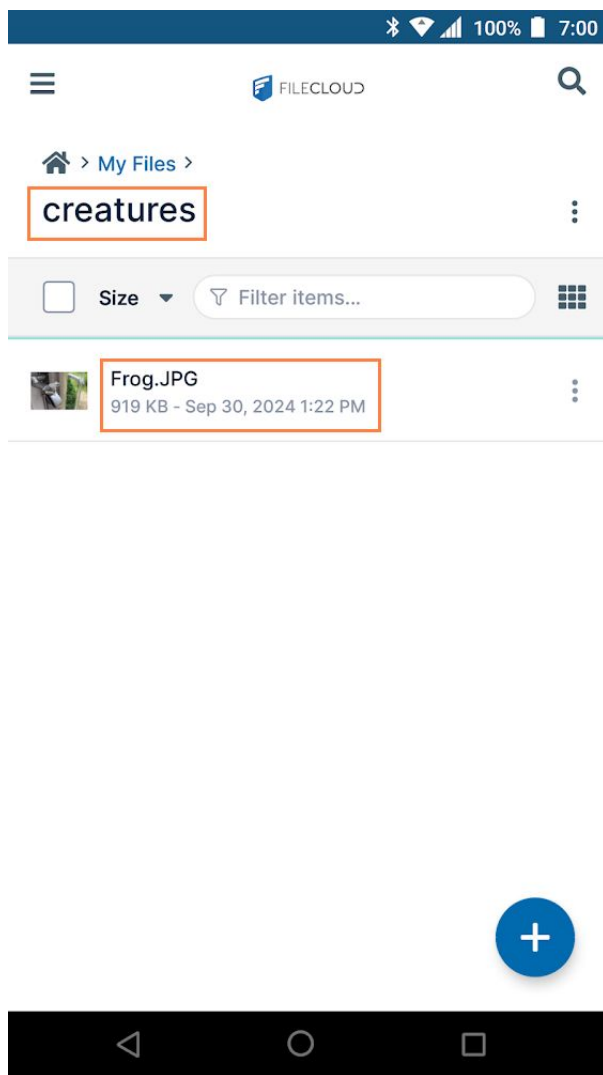 100% 7:00
FILECLOUD
> My Files >
creatures
Size Filter items...
Frog.JPG
919 KB - Sep 30, 2024 1:22 PM